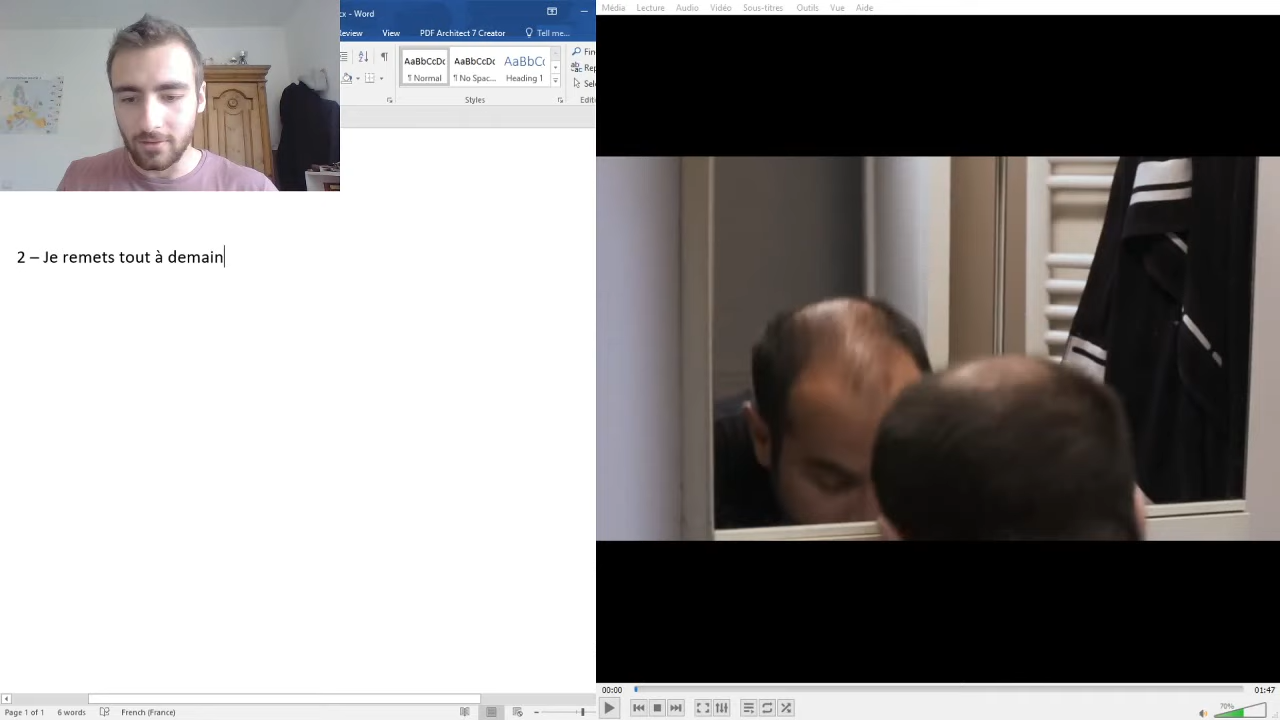 cx - Word
Review
View
PDF Architect 7 Creator
Tell me...
AaBbCcDc
AaBbCcDc
AaBbCc
¶ Normal
¶ No Spac...
Heading 1
Styles
2 – Je remets tout à demain
Page 1 of 1
6 words
French (France)
Média
Lecture
Audio
Vidéo
Sous-titres
Outils
Vue
Aide
00:00
01:47
70%